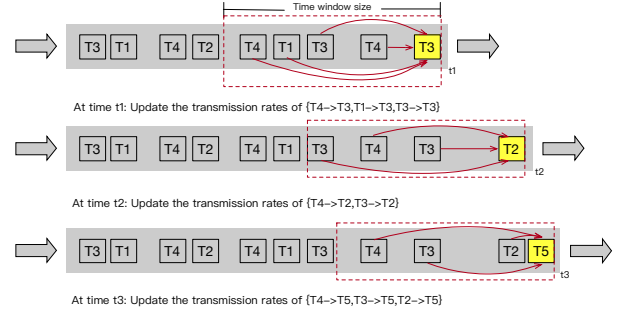 Time window size
T3 T1 T4 T2 T4 T1 T3 T4 T3
t1
At time t1: Update the transmission rates of {T4->T3,T1->T3,T3->T3}
T3 T1 T4 T2 T4 T1 T3 T4 T3 T2
t2
At time t2: Update the transmission rates of {T4->T2,T3->T2}
T3 T1 T4 T2 T4 T1 T3 T4 T3 T2 T5
t3
At time t3: Update the transmission rates of {T4->T5,T3->T5,T2->T5}